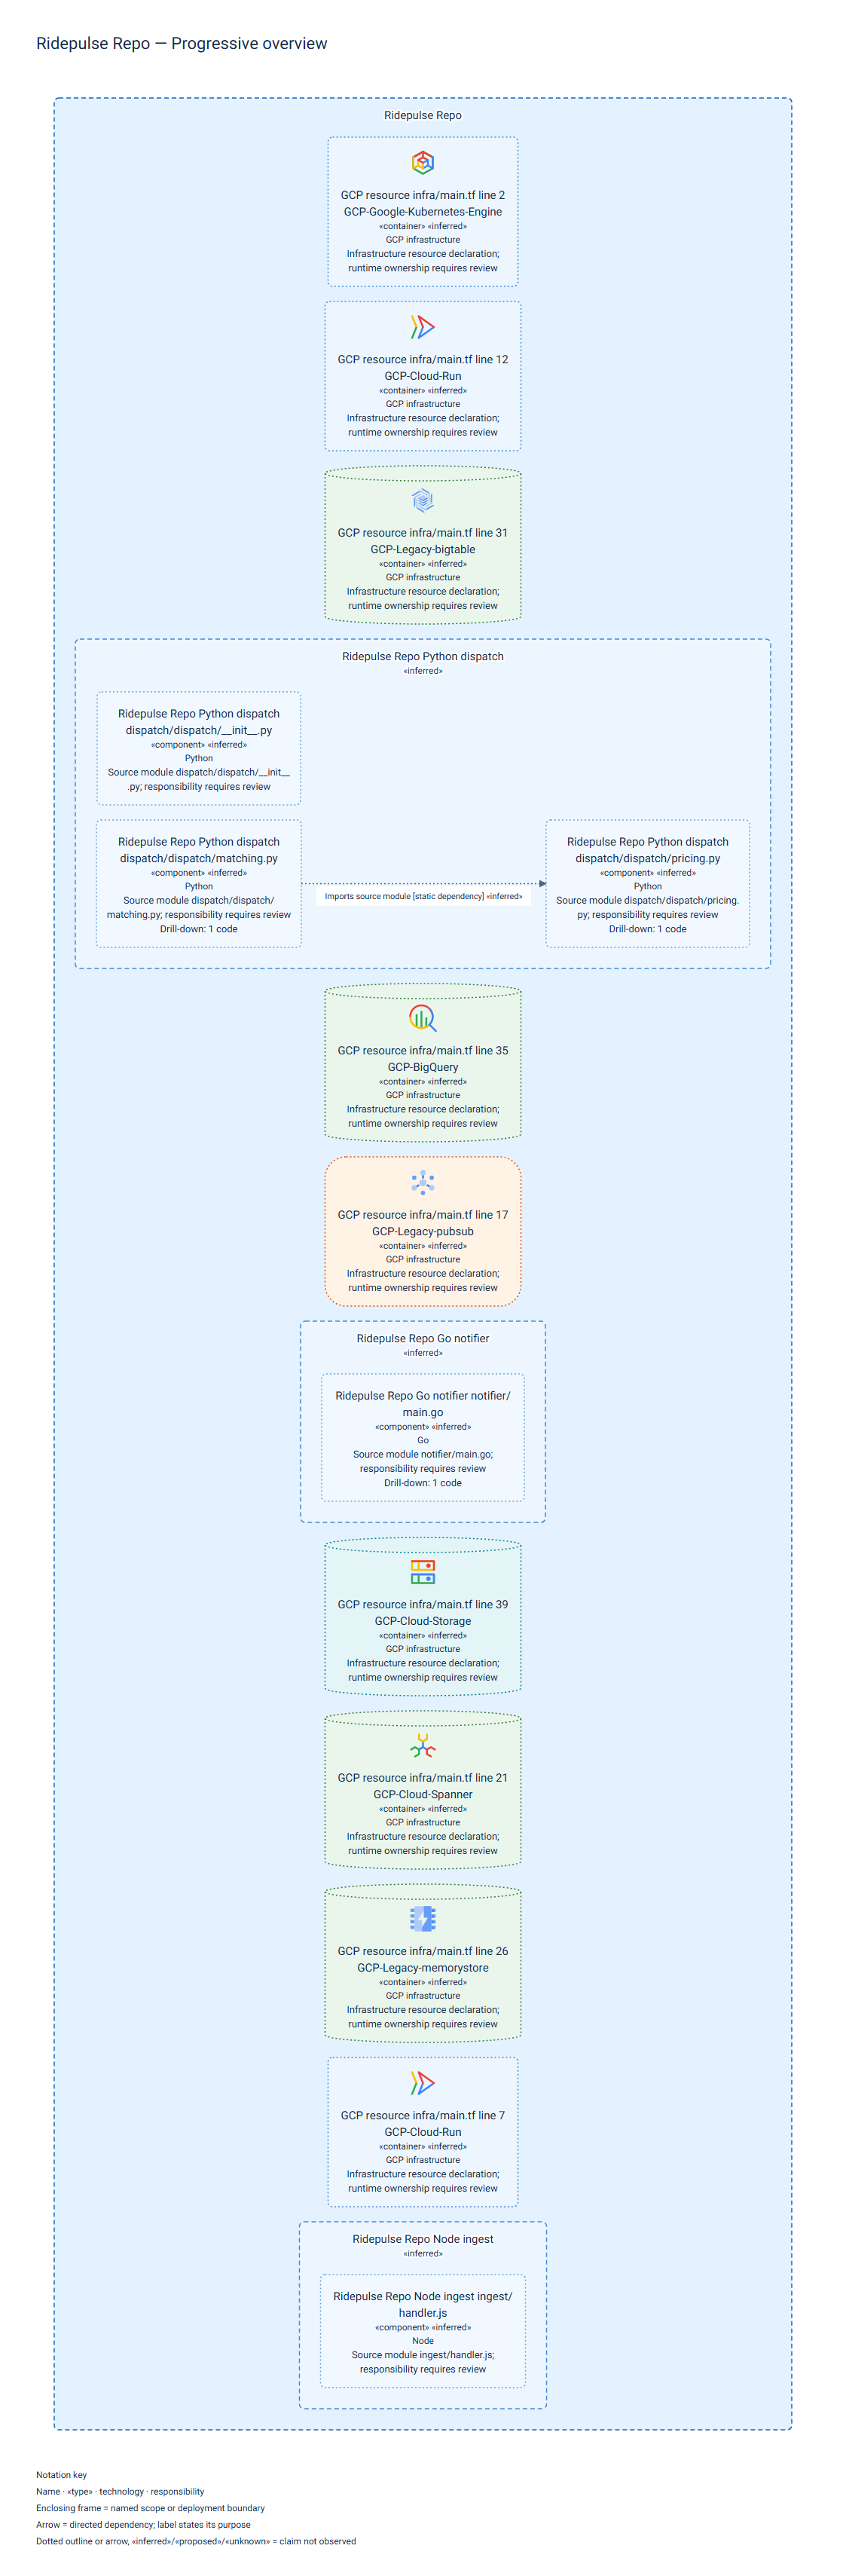 Ridepulse Repo — Progressive overview
Ridepulse Repo
GCP resource infra/main.tf line 2
GCP-Google-Kubernetes-Engine
«container» «inferred»
GCP infrastructure
Infrastructure resource declaration;
runtime ownership requires review
GCP resource infra/main.tf line 12
GCP-Cloud-Run
«container» «inferred»
GCP infrastructure
Infrastructure resource declaration;
runtime ownership requires review
GCP resource infra/main.tf line 31
GCP-Legacy-bigtable
«container» «inferred»
GCP infrastructure
Infrastructure resource declaration;
runtime ownership requires review
Ridepulse Repo Python dispatch
«inferred»
Ridepulse Repo Python dispatch
dispatch/dispatch/__init__.py
«component» «inferred»
Python
Source module dispatch/dispatch/__init__
.py; responsibility requires review
Ridepulse Repo Python dispatch
dispatch/dispatch/matching.py
«component» «inferred»
Python
Source module dispatch/dispatch/
matching.py; responsibility requires review
Drill-down: 1 code
Imports source module [static dependency] «inferred»
Ridepulse Repo Python dispatch
dispatch/dispatch/pricing.py
«component» «inferred»
Python
Source module dispatch/dispatch/pricing.
py; responsibility requires review
Drill-down: 1 code
GCP resource infra/main.tf line 35
GCP-BigQuery
«container» «inferred»
GCP infrastructure
Infrastructure resource declaration;
runtime ownership requires review
GCP resource infra/main.tf line 17
GCP-Legacy-pubsub
«container» «inferred»
GCP infrastructure
Infrastructure resource declaration;
runtime ownership requires review
Ridepulse Repo Go notifier
«inferred»
Ridepulse Repo Go notifier notifier/
main.go
«component» «inferred»
Go
Source module notifier/main.go;
responsibility requires review
Drill-down: 1 code
GCP resource infra/main.tf line 39
GCP-Cloud-Storage
«container» «inferred»
GCP infrastructure
Infrastructure resource declaration;
runtime ownership requires review
GCP resource infra/main.tf line 21
GCP-Cloud-Spanner
«container» «inferred»
GCP infrastructure
Infrastructure resource declaration;
runtime ownership requires review
GCP resource infra/main.tf line 26
GCP-Legacy-memorystore
«container» «inferred»
GCP infrastructure
Infrastructure resource declaration;
runtime ownership requires review
GCP resource infra/main.tf line 7
GCP-Cloud-Run
«container» «inferred»
GCP infrastructure
Infrastructure resource declaration;
runtime ownership requires review
Ridepulse Repo Node ingest
«inferred»
Ridepulse Repo Node ingest ingest/
handler.js
«component» «inferred»
Node
Source module ingest/handler.js;
responsibility requires review
Notation key
Name · «type» · technology · responsibility
Enclosing frame = named scope or deployment boundary
Arrow = directed dependency; label states its purpose
Dotted outline or arrow, «inferred»/«proposed»/«unknown» = claim not observed